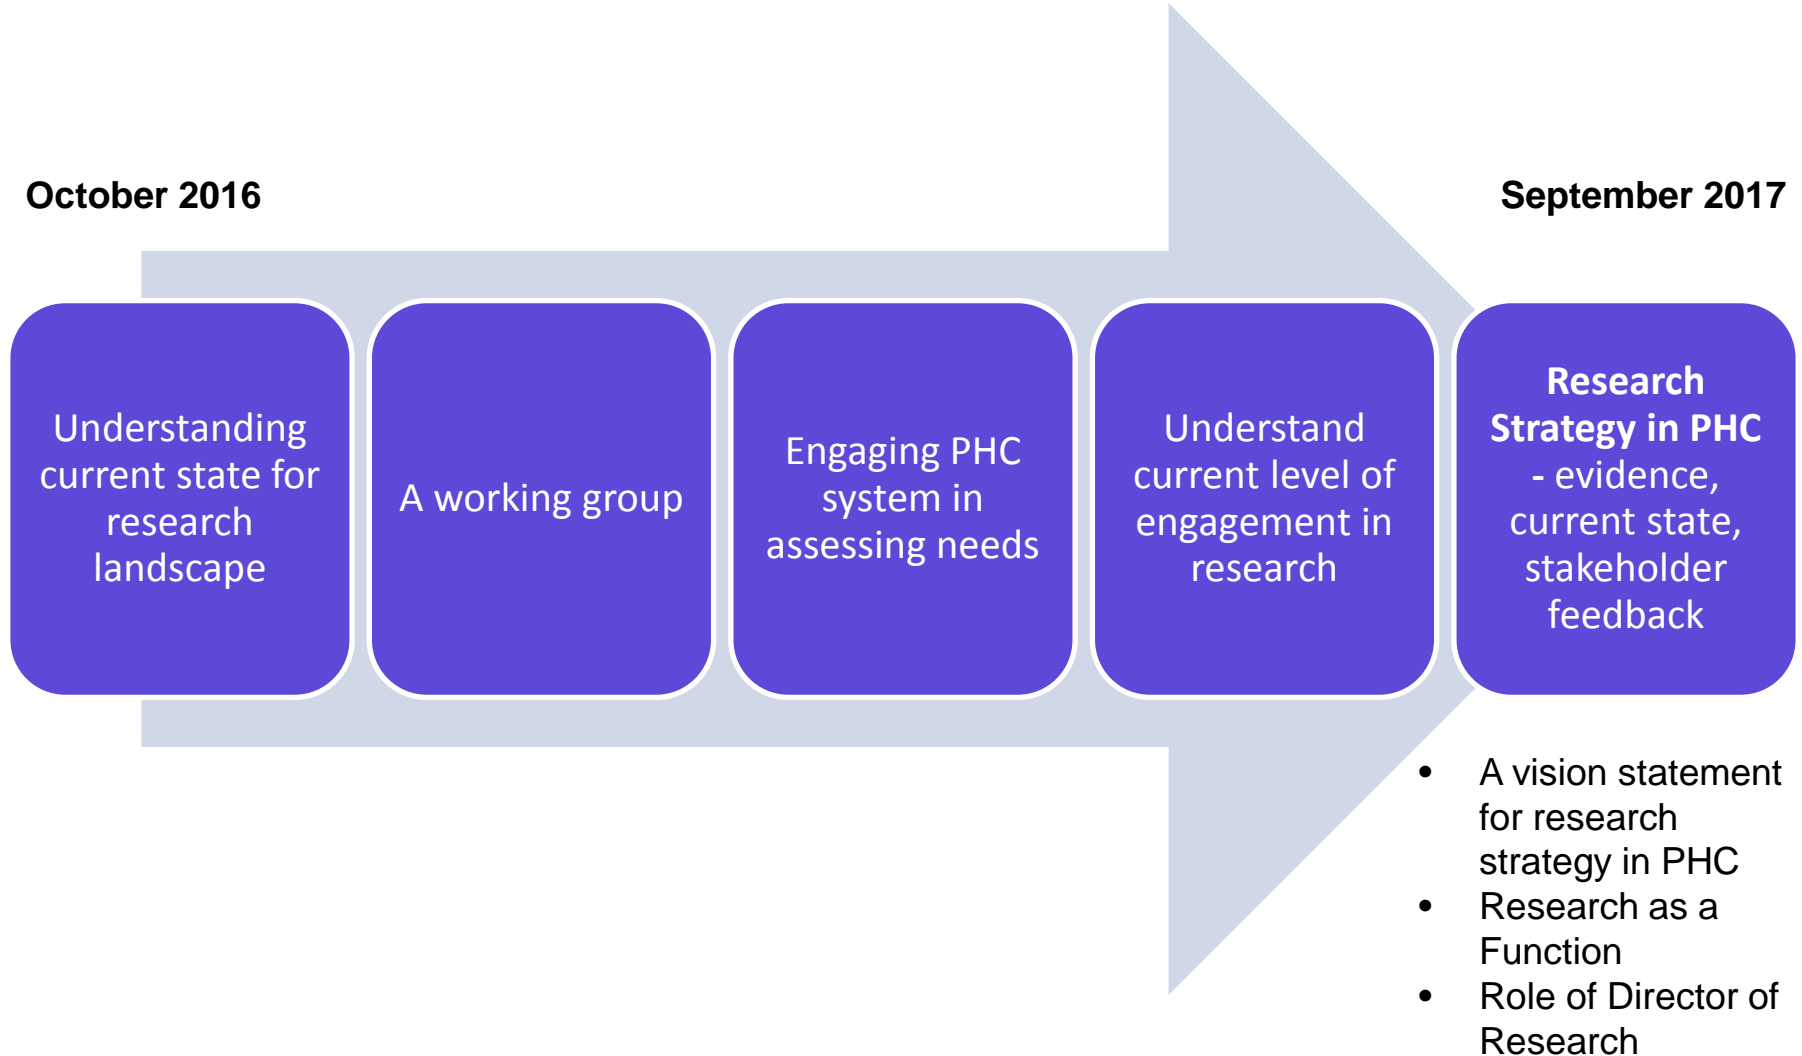 October 2016
September 2017
Understanding
current state for
research
landscape
A working group
Engaging PHC
system in
assessing needs
Understand
current level of
engagement in
research
Research
Strategy in PHC
- evidence,
current state,
stakeholder
feedback
• A vision statement
for research
strategy in PHC
• Research as a
Function
• Role of Director of
Research